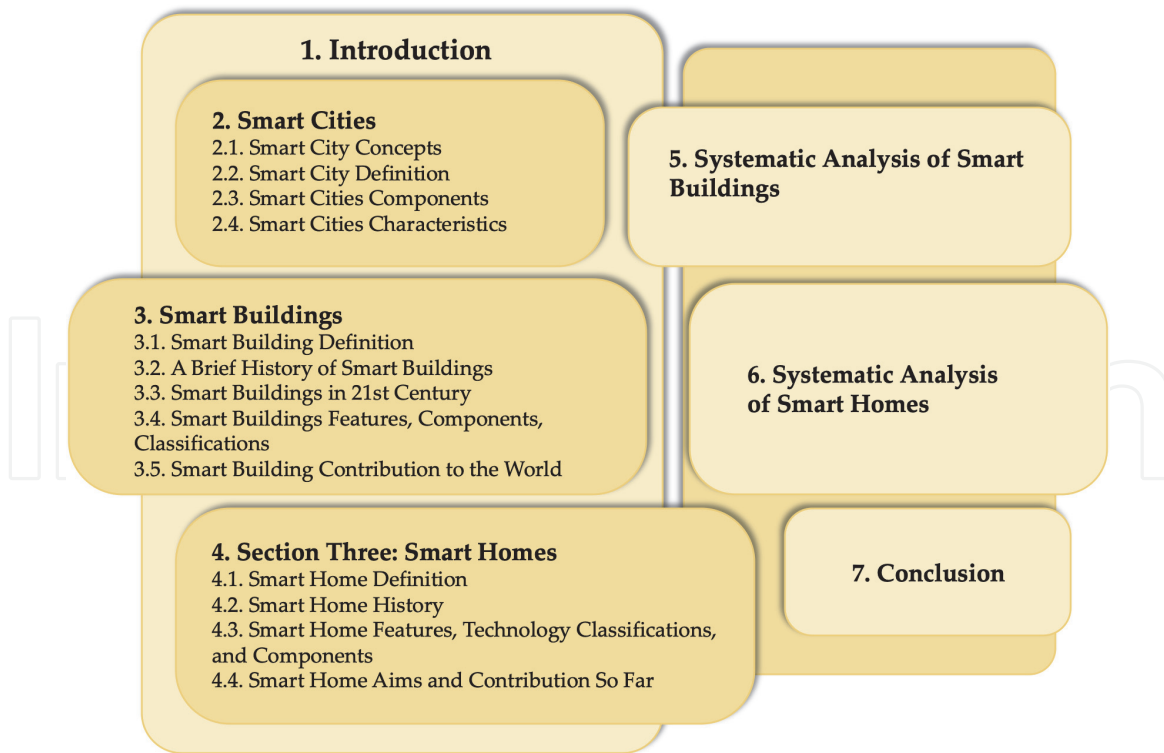 1. Introduction
2. Smart Cities
2.1. Smart City Concepts
2.2. Smart City Definition
2.3. Smart Cities Components
2.4. Smart Cities Characteristics
3. Smart Buildings
3.1. Smart Building Definition
3.2. A Brief History of Smart Buildings
3.3. Smart Buildings in 21st Century
3.4. Smart Buildings Features, Components,
Classifications
3.5. Smart Building Contribution to the World
4. Section Three: Smart Homes
4.1. Smart Home Definition
4.2. Smart Home History
4.3. Smart Home Features, Technology Classifications,
and Components
4.4. Smart Home Aims and Contribution So Far
5. Systematic Analysis of Smart
Buildings
6. Systematic Analysis
of Smart Homes
7. Conclusion